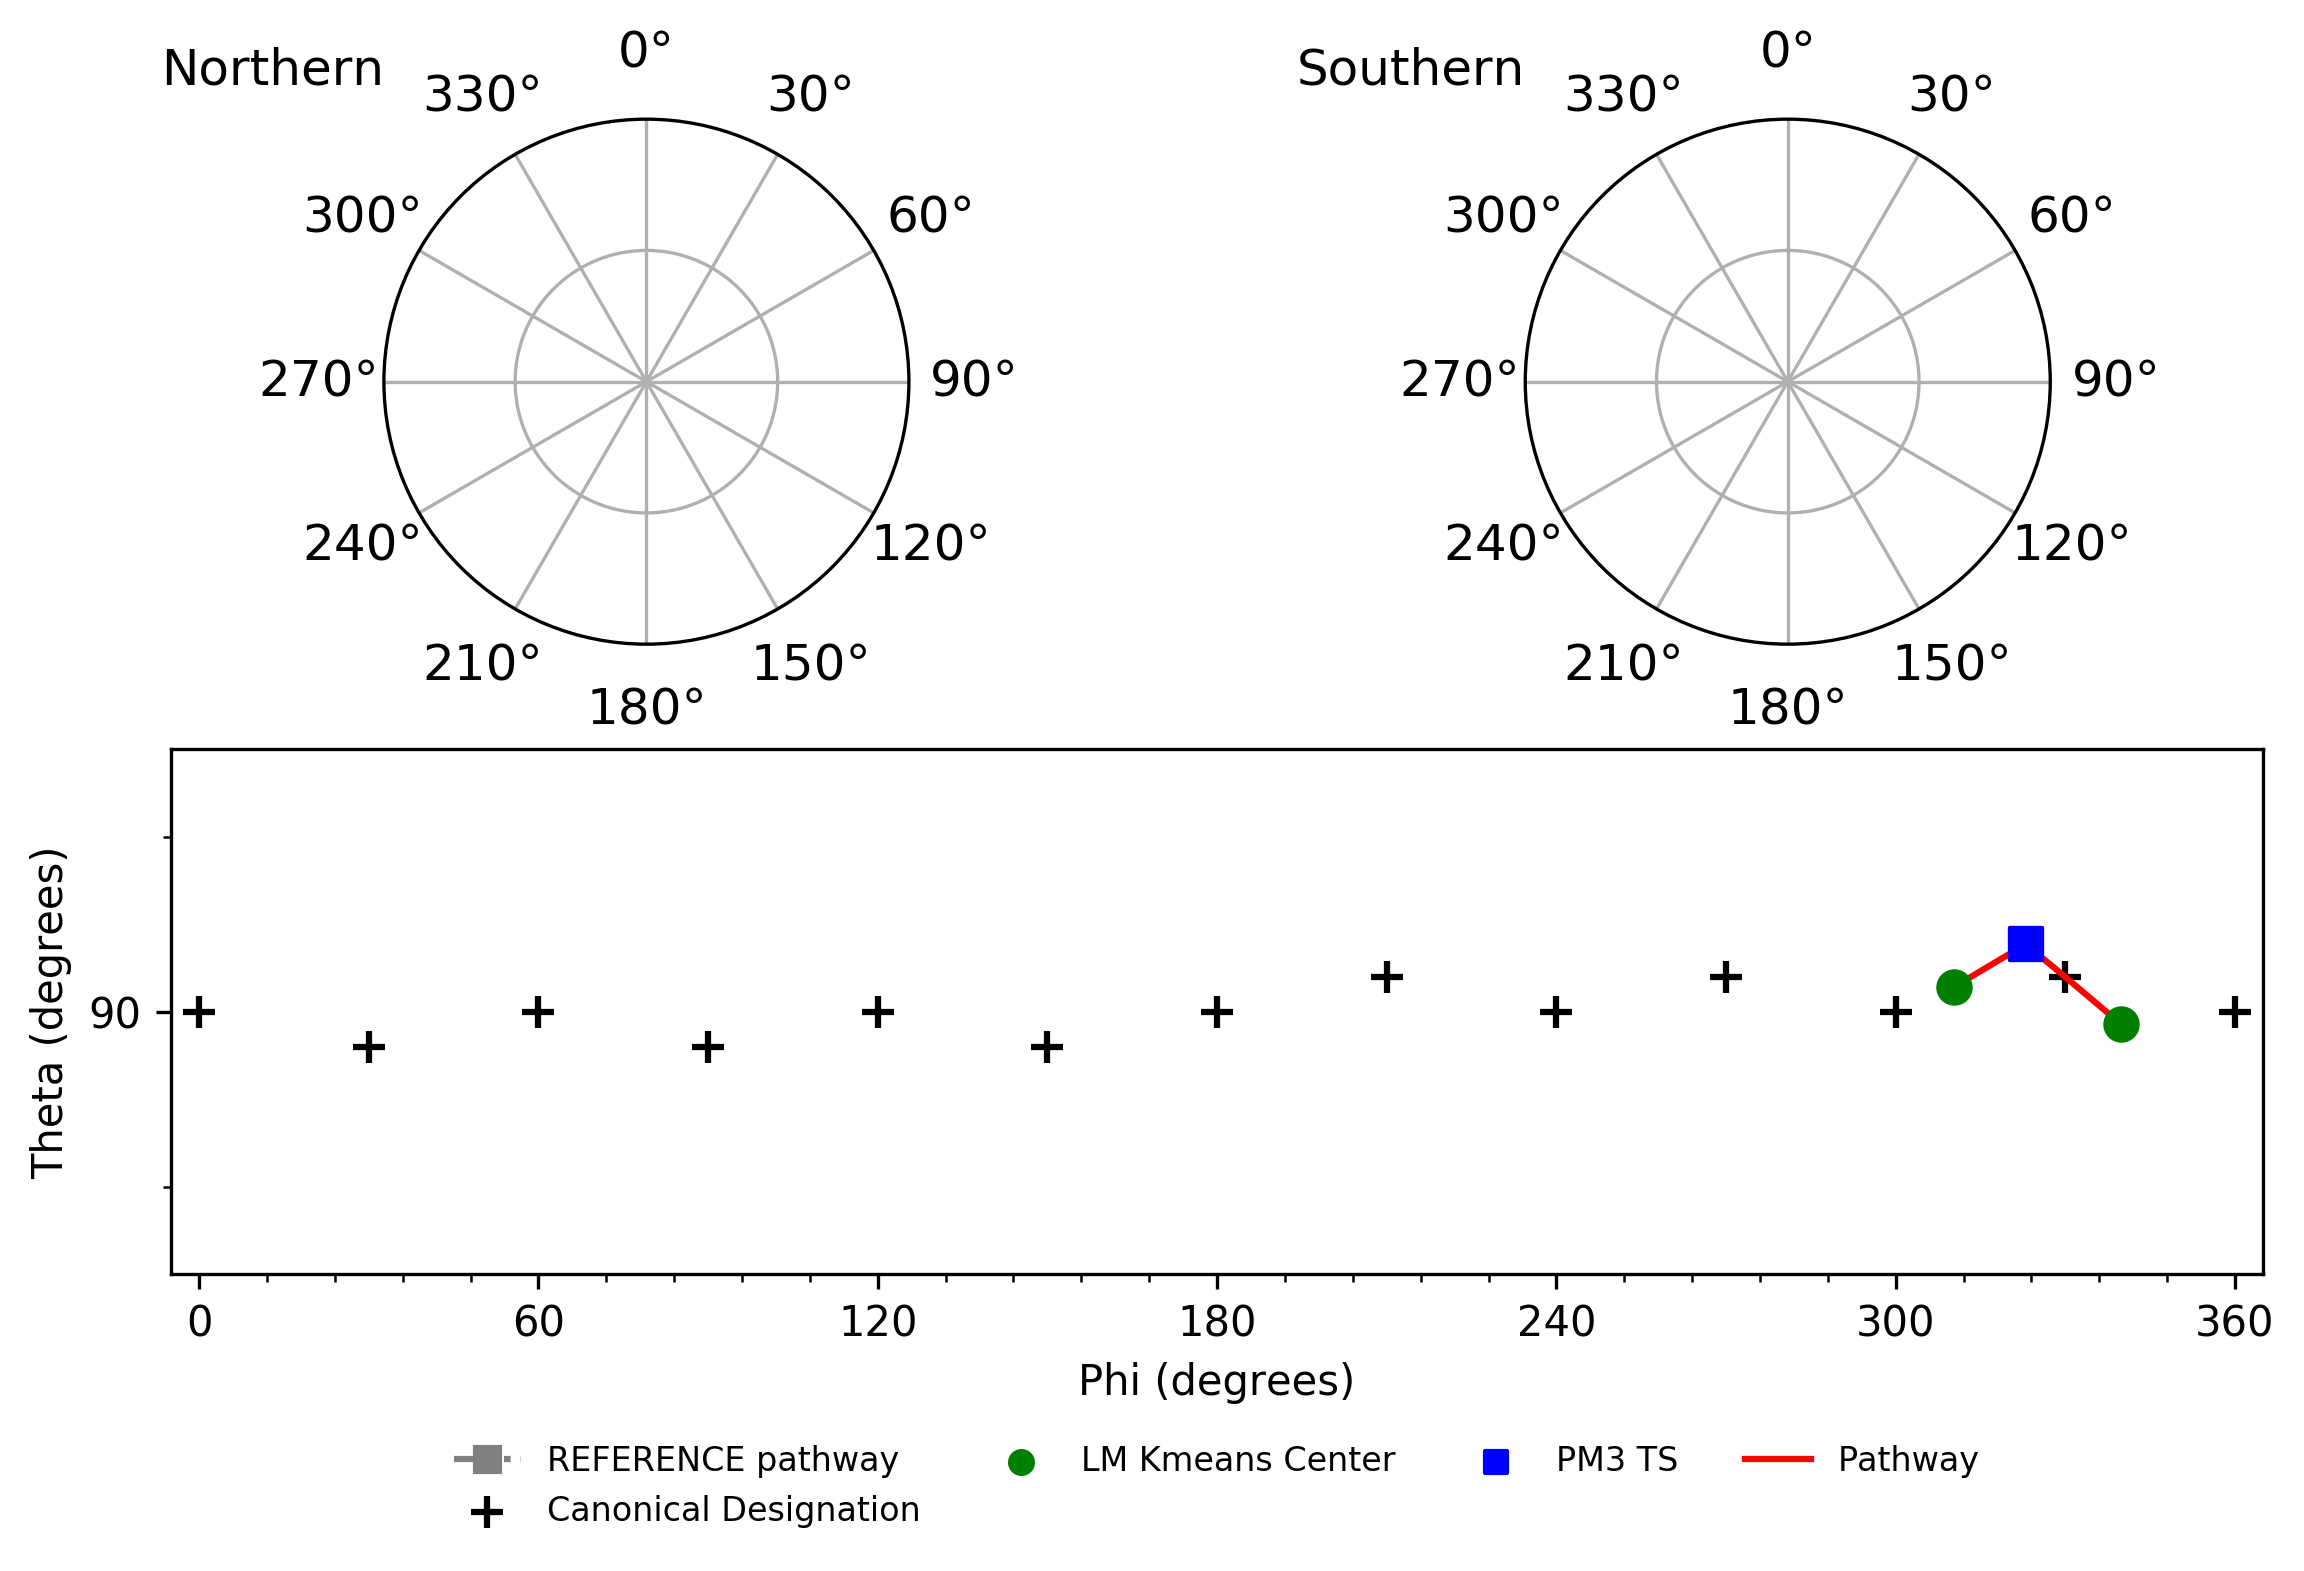 Northern
0°
30°
60°
90°
120°
150°
180°
210°
240°
270°
300°
330°
Southern
0°
30°
60°
90°
120°
150°
180°
210°
240°
270°
300°
330°
Theta (degrees)
90
0 60 120 180 240 300 360
Phi (degrees)
REFERENCE pathway
Canonical Designation
LM Kmeans Center
PM3 TS
Pathway